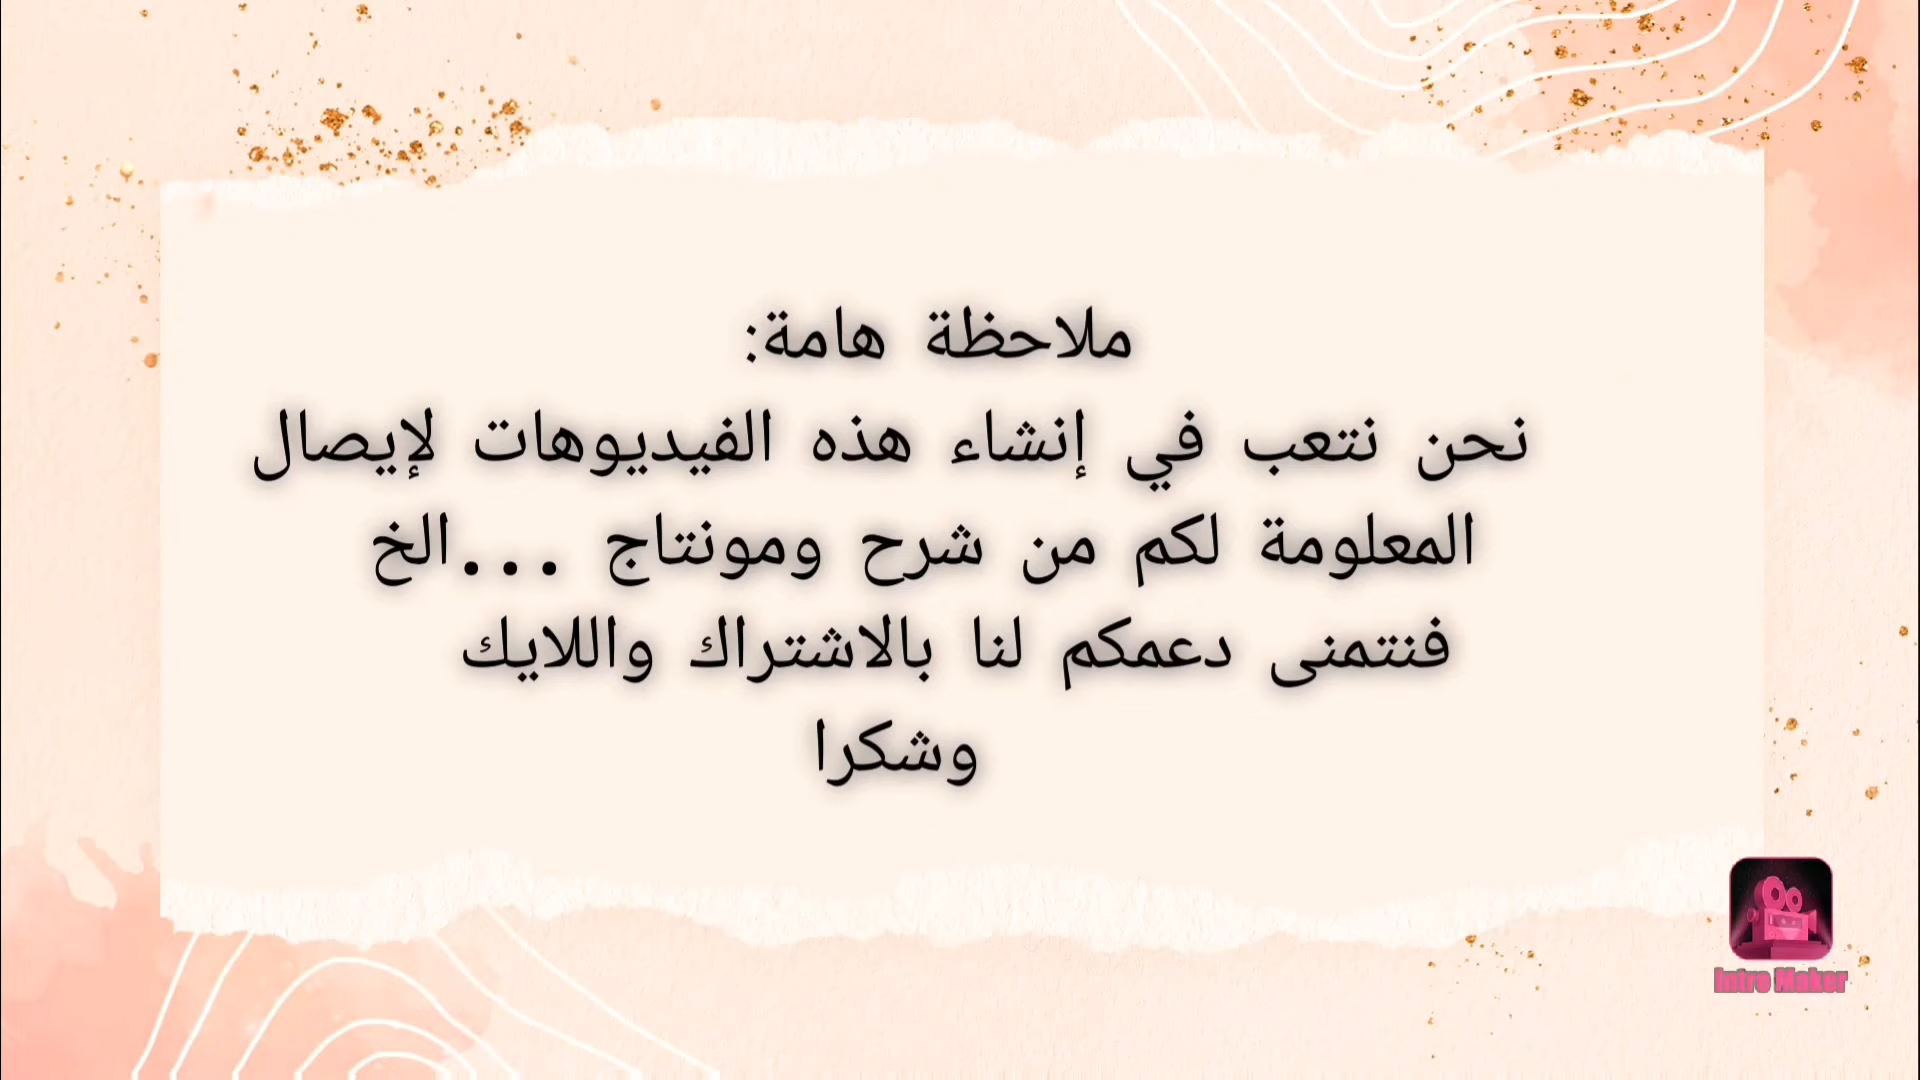 ملاحظة هامة:
نحن نتعب في إنشاء هذه الفيديوهات لإيصال
المعلومة لكم من شرح ومونتاج ...الخ
فنتمنى دعمكم لنا بالاشتراك واللايك
وشكرا
Intro Maker